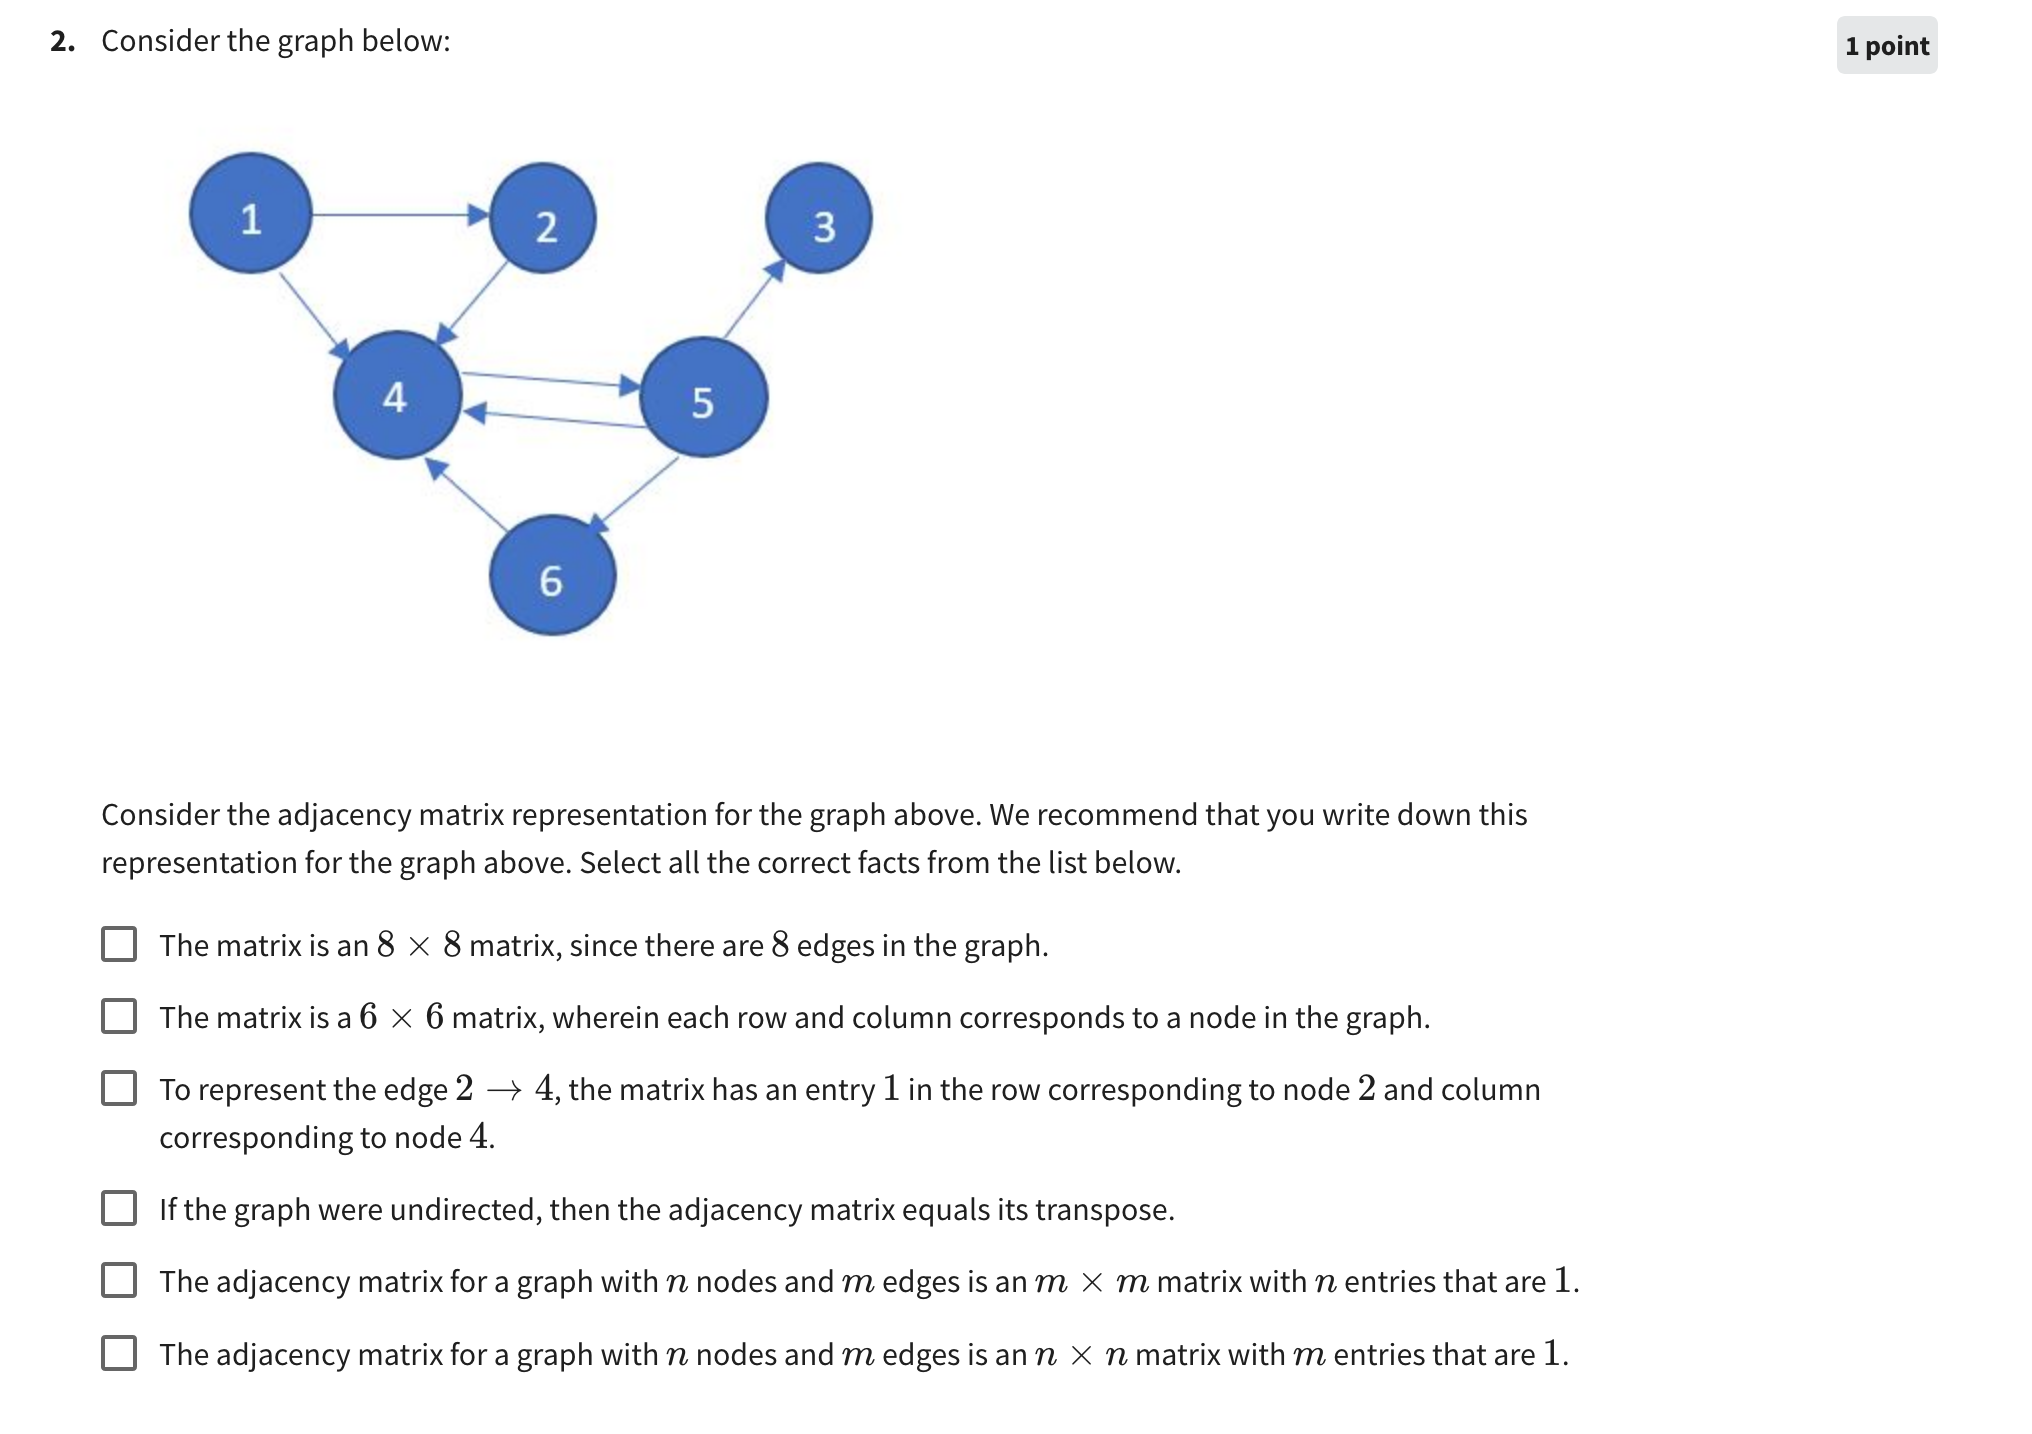 2. Consider the graph below:
1 point
1
2
3
4
5
6
Consider the adjacency matrix representation for the graph above. We recommend that you write down this
representation for the graph above. Select all the correct facts from the list below.
The matrix is an 8 × 8 matrix, since there are 8 edges in the graph.
The matrix is a 6 × 6 matrix, wherein each row and column corresponds to a node in the graph.
To represent the edge 2 → 4, the matrix has an entry 1 in the row corresponding to node 2 and column
corresponding to node 4.
If the graph were undirected, then the adjacency matrix equals its transpose.
The adjacency matrix for a graph with n nodes and m edges is an m × m matrix with n entries that are 1.
The adjacency matrix for a graph with n nodes and m edges is an n × n matrix with m entries that are 1.